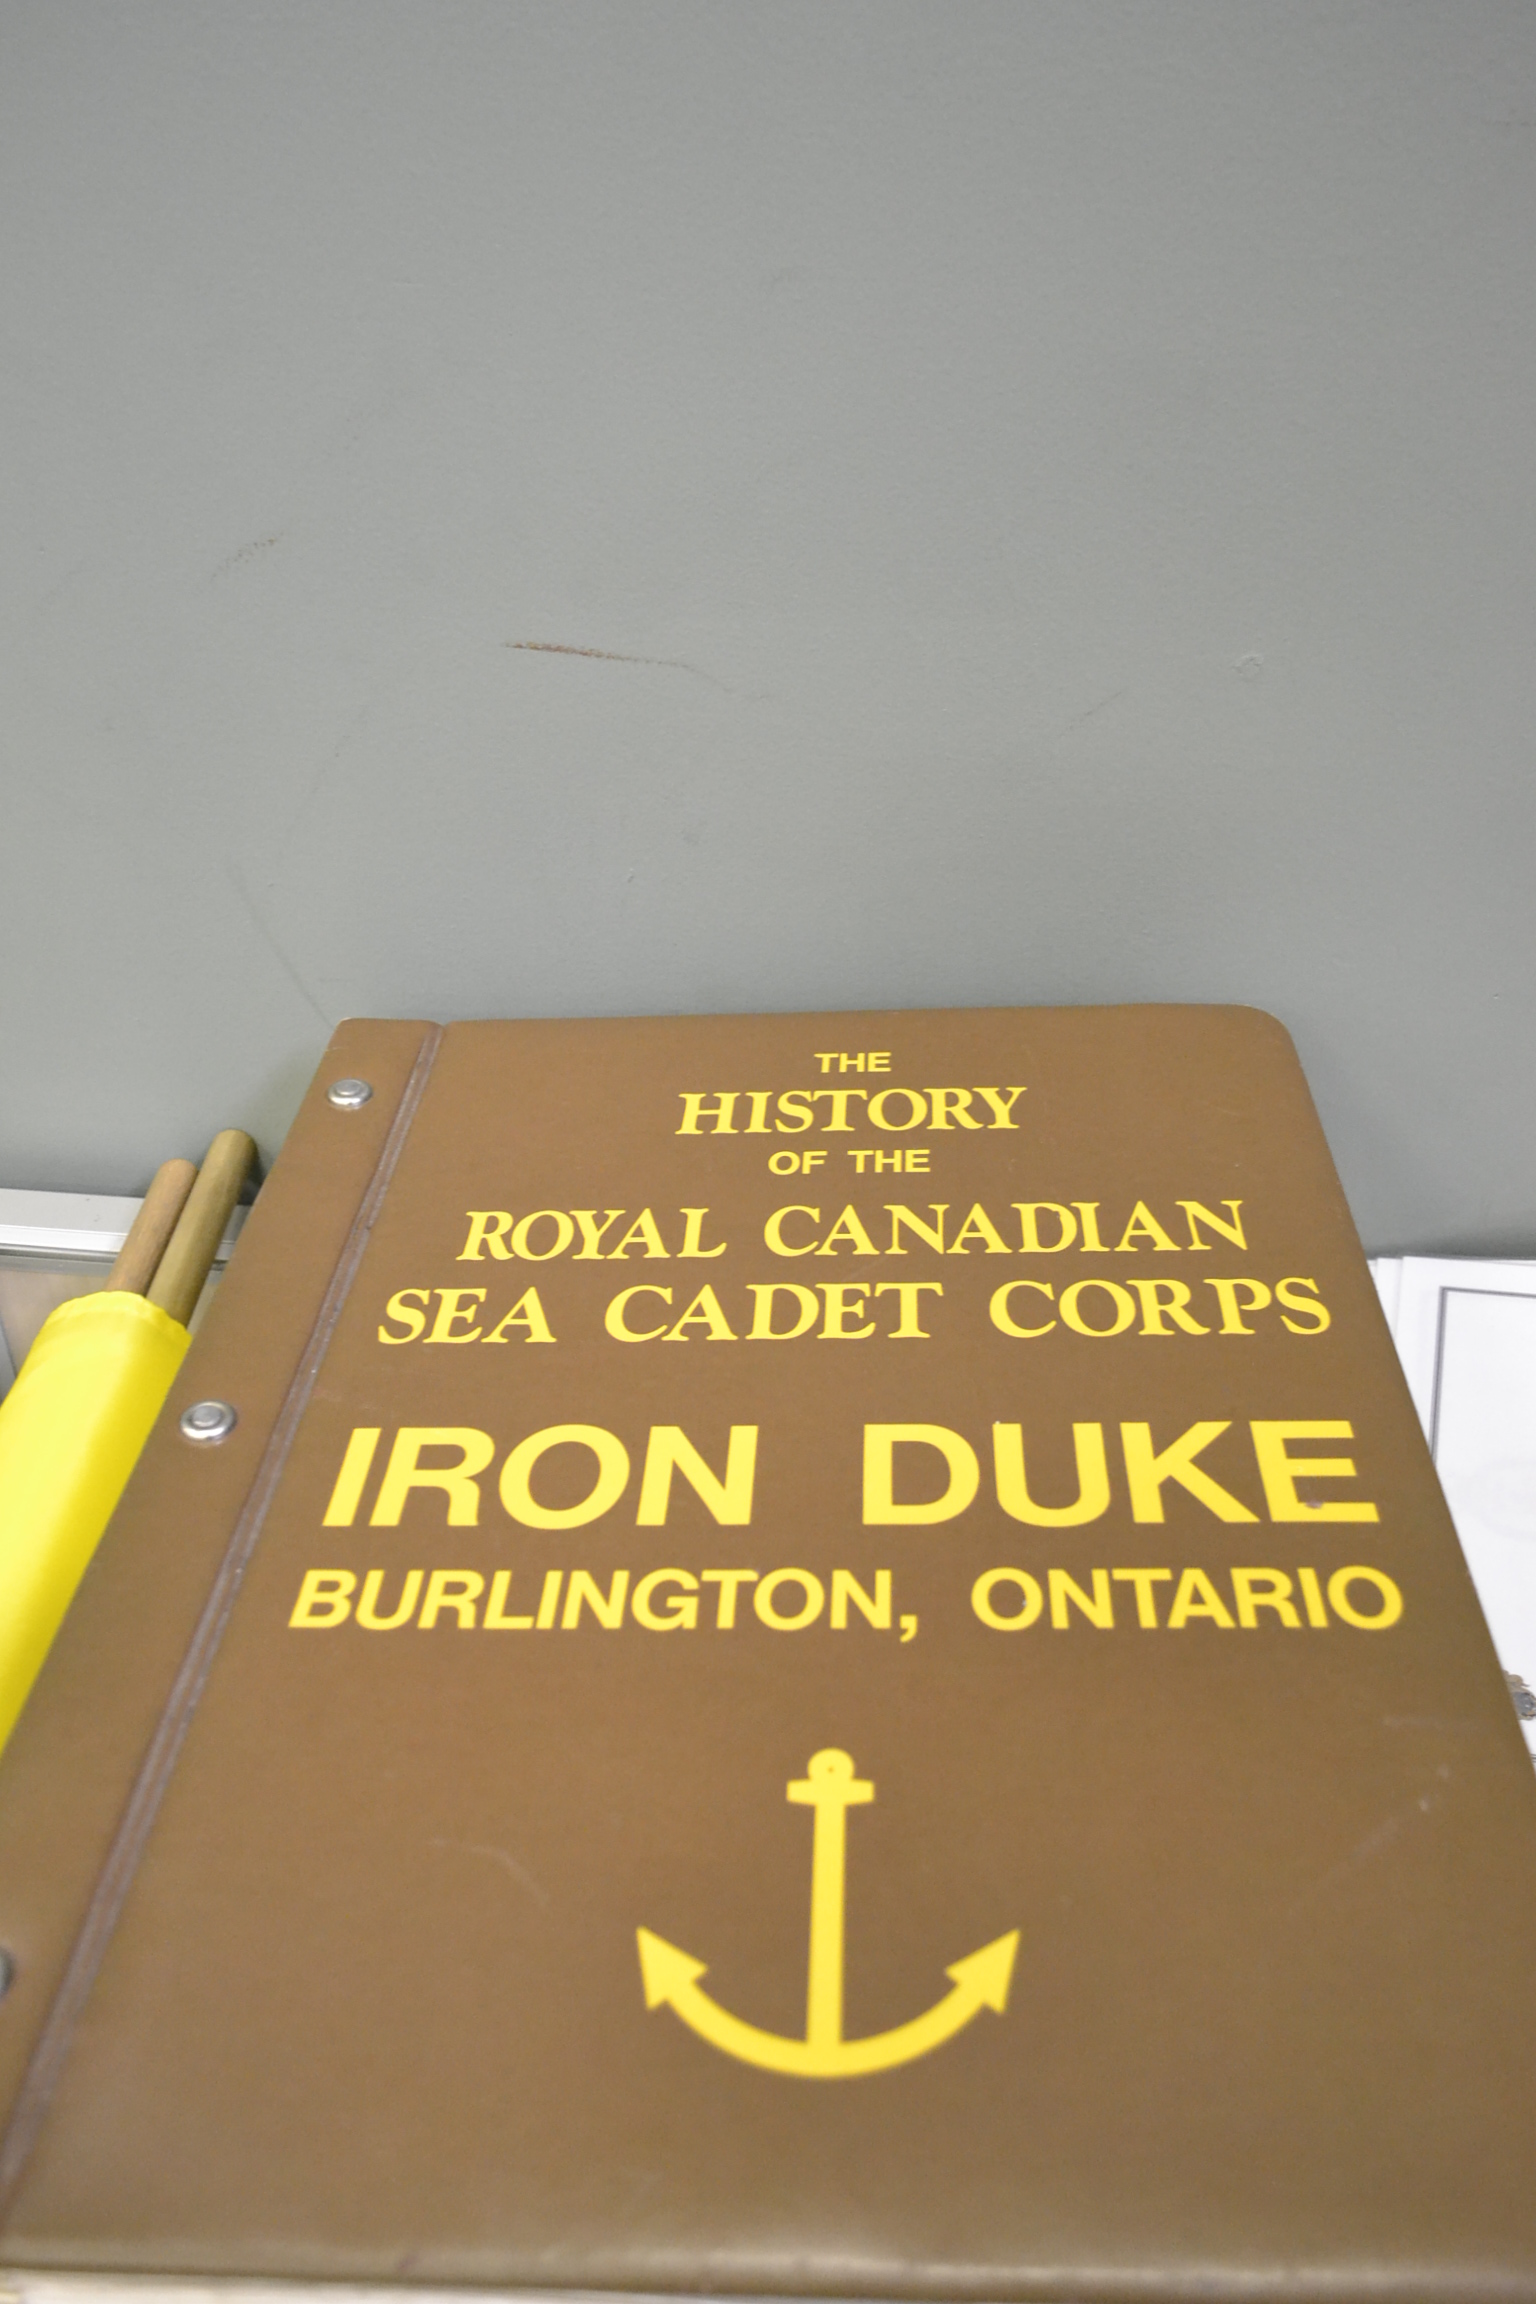 THE
HISTORY
OF THE
ROYAL CANADIAN
SEA CADET CORPS
IRON DUKE
BURLINGTON, ONTARIO